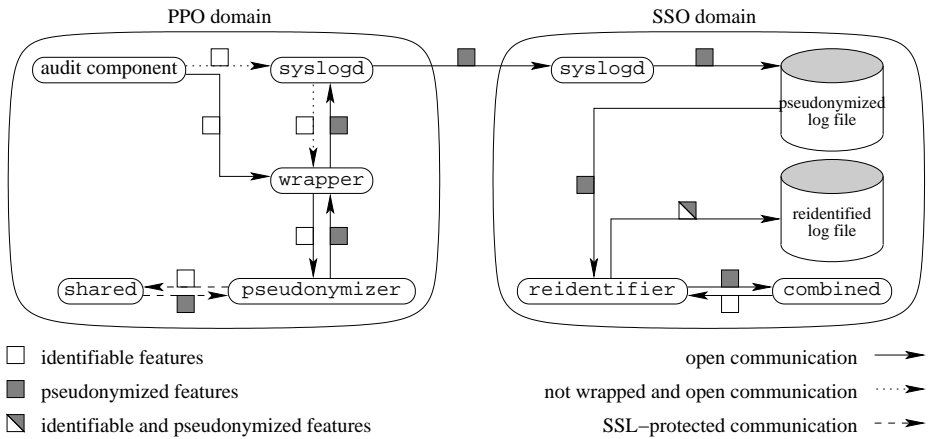 PPO domain
SSO domain
audit component
syslogd
syslogd
pseudonymized
log file
wrapper
reidentified
log file
shared
pseudonymizer
reidentifier
combined
identifiable features
open communication
pseudonymized features
not wrapped and open communication
identifiable and pseudonymized features
SSL–protected communication